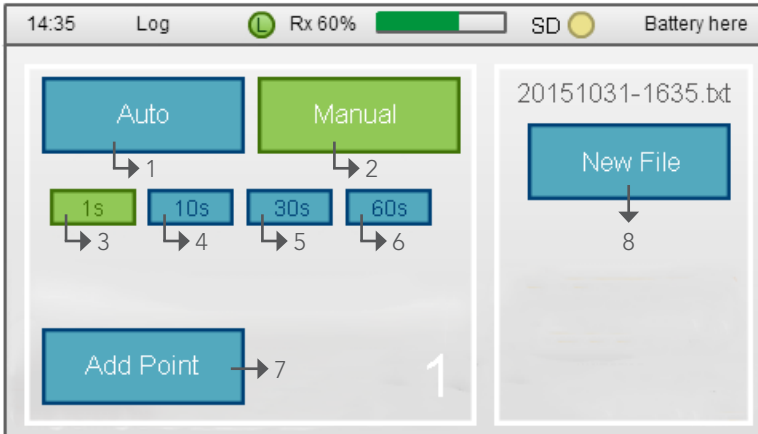 14:35 Log L Rx 60% SD Battery here
Auto Manual
1 2
1s 10s 30s 60s
3 4 5 6
Add Point 7 1
20151031-1635.txt
New File
8